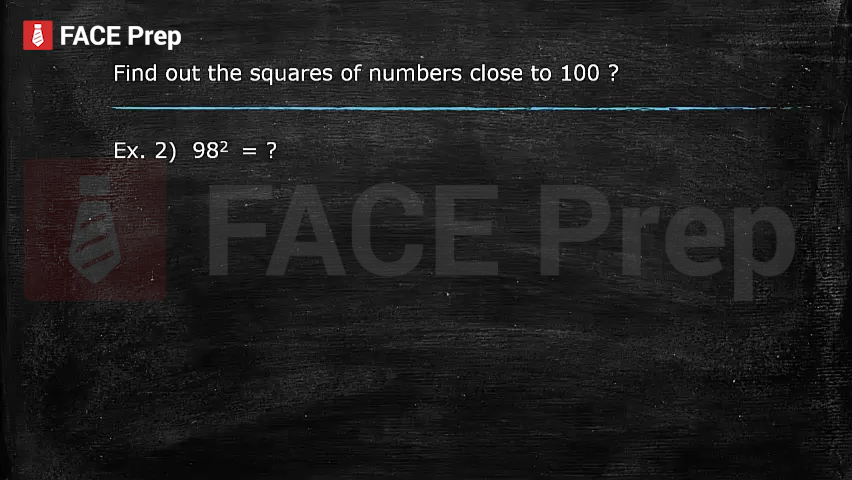 FACE Prep
Find out the squares of numbers close to 100 ?
Ex. 2) 98² = ?
FACE Prep